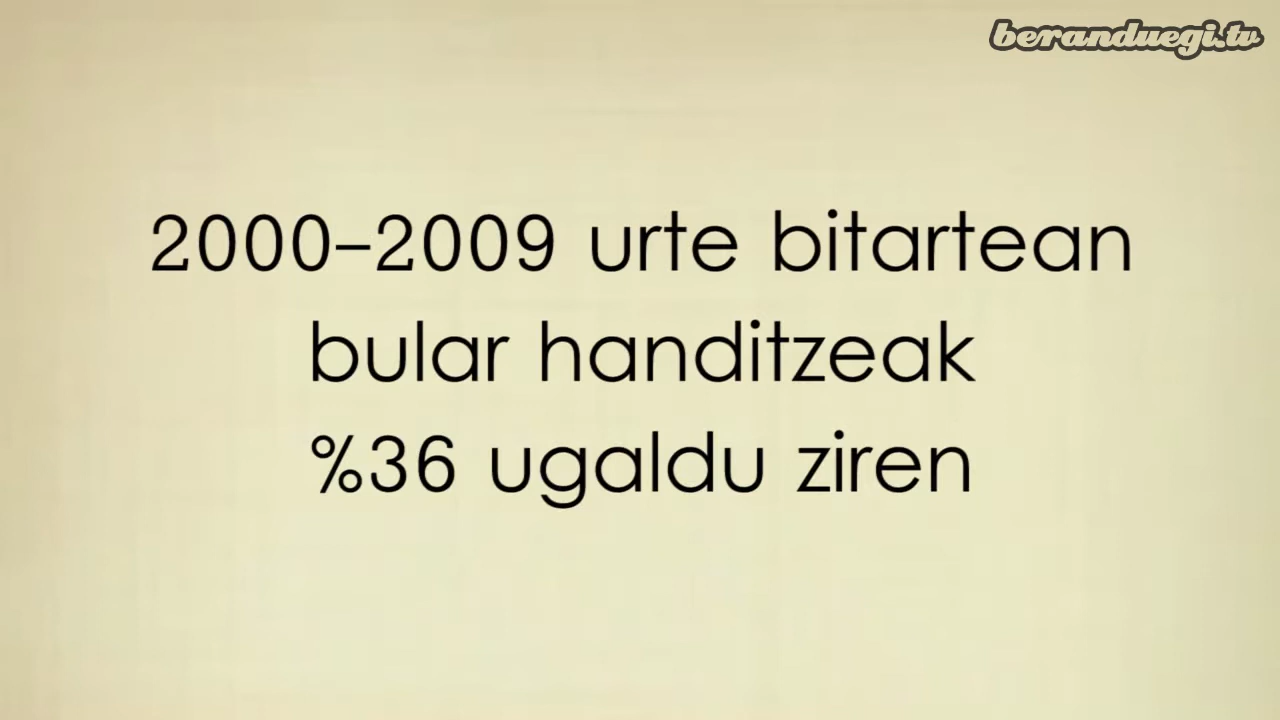 beranduegi.tv
2000-2009 urte bitartean
bular handitzeak
%36 ugaldu ziren